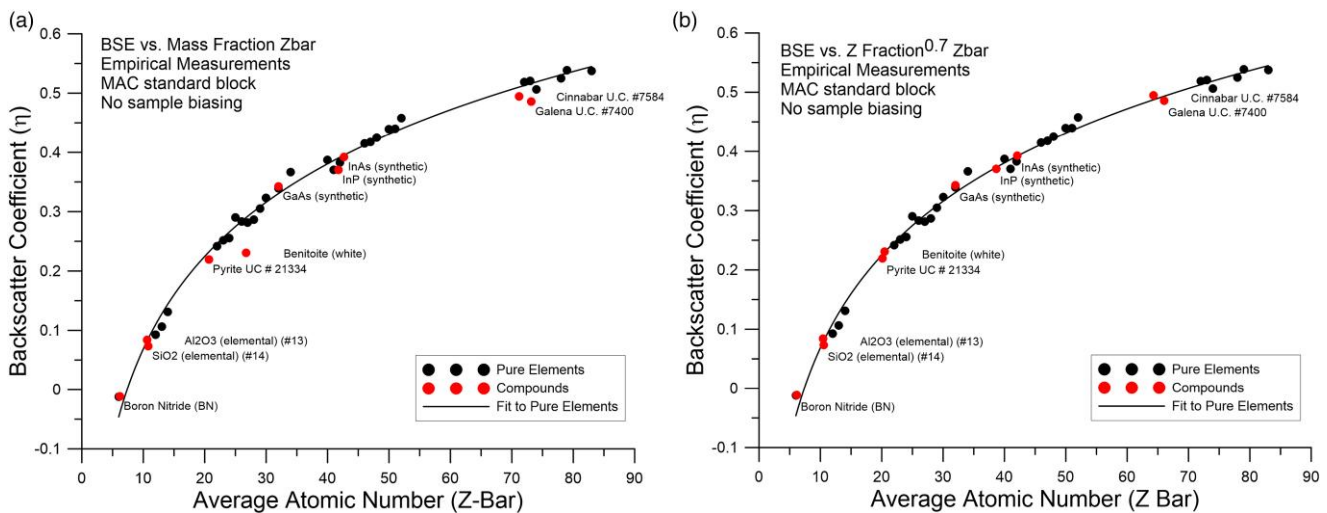 (a)
BSE vs. Mass Fraction Zbar
Empirical Measurements
MAC standard block
No sample biasing
Backscatter Coefficient (η)
0.6
0.5
0.4
0.3
0.2
0.1
0
-0.1
Cinnabar U.C. #7584
Galena U.C. #7400
InAs (synthetic)
InP (synthetic)
GaAs (synthetic)
Benitoite (white)
Pyrite UC # 21334
Al2O3 (elemental) (#13)
SiO2 (elemental) (#14)
Boron Nitride (BN)
Pure Elements
Compounds
Fit to Pure Elements
0 10 20 30 40 50 60 70 80 90
Average Atomic Number (Z-Bar)
(b)
BSE vs. Z Fraction^0.7 Zbar
Empirical Measurements
MAC standard block
No sample biasing
Backscatter Coefficient (η)
0.6
0.5
0.4
0.3
0.2
0.1
0
-0.1
Cinnabar U.C. #7584
Galena U.C. #7400
InAs (synthetic)
InP (synthetic)
GaAs (synthetic)
Benitoite (white)
Pyrite UC # 21334
Al2O3 (elemental) (#13)
SiO2 (elemental) (#14)
Boron Nitride (BN)
Pure Elements
Compounds
Fit to Pure Elements
0 10 20 30 40 50 60 70 80 90
Average Atomic Number (Z Bar)